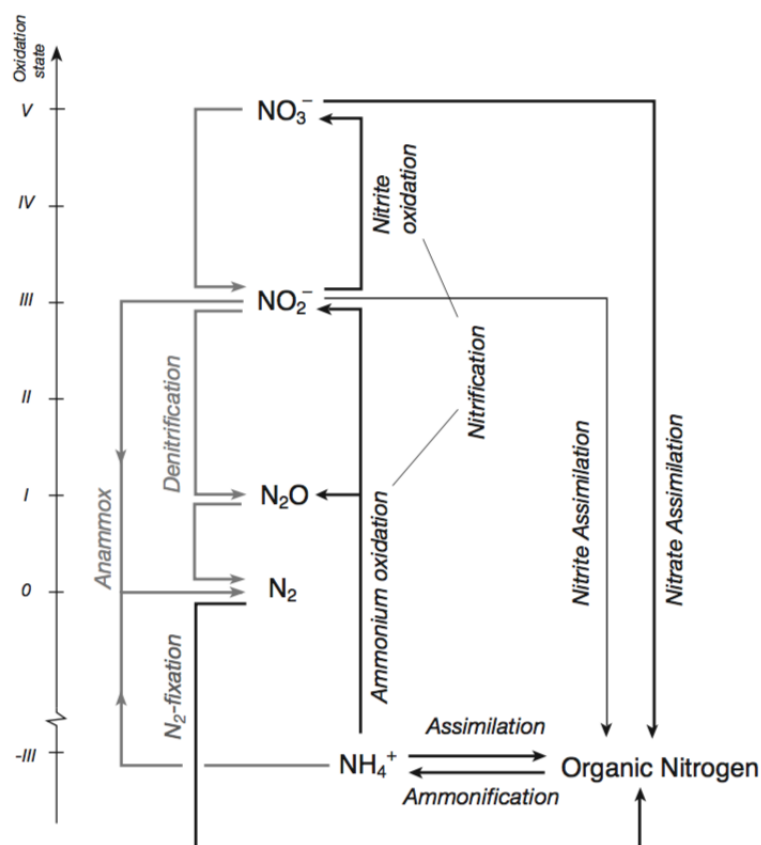 Oxidation
state
V
NO₃⁻
IV
Nitrite
oxidation
III
NO₂⁻
II
Denitrification
Nitrification
I
N₂O
Anammox
Ammonium oxidation
Nitrite Assimilation
Nitrate Assimilation
0
N₂
N₂-fixation
Assimilation
-III
NH₄⁺
Organic Nitrogen
Ammonification